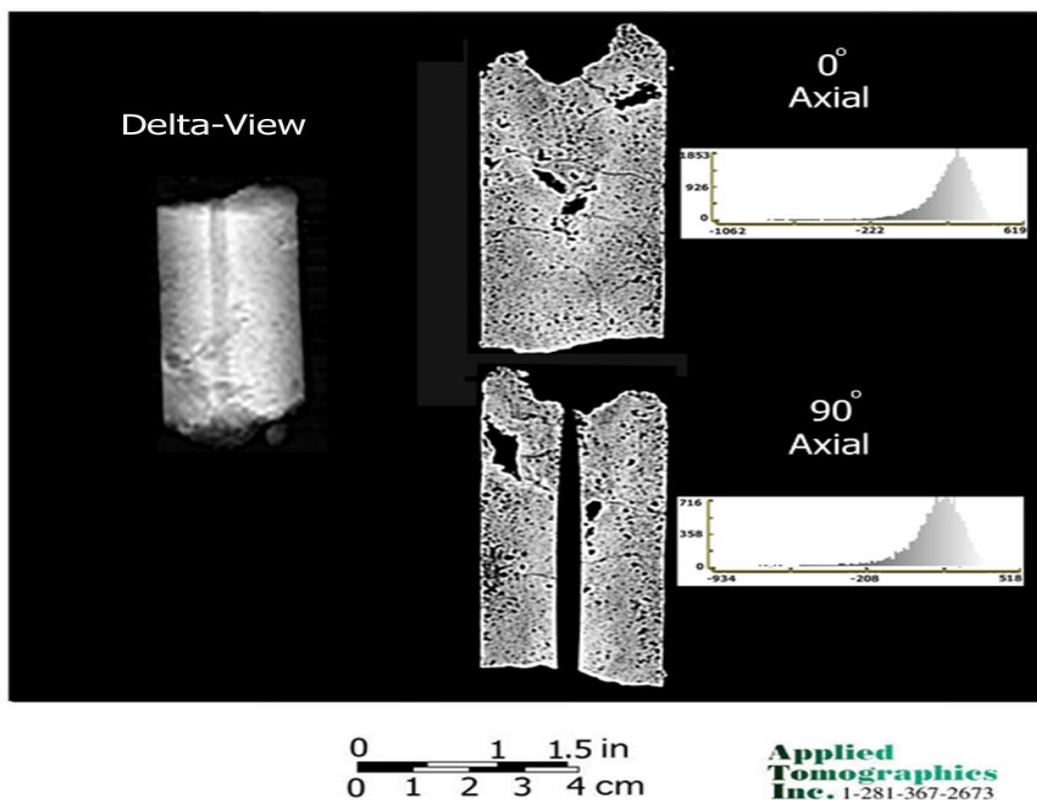 Delta-View
0°
Axial
1853
926
0
-1062 -222 619
90°
Axial
716
358
0
-934 -208 518
0 1 1.5 in
0 1 2 3 4 cm
Applied
Tomographics
Inc. 1-281-367-2673